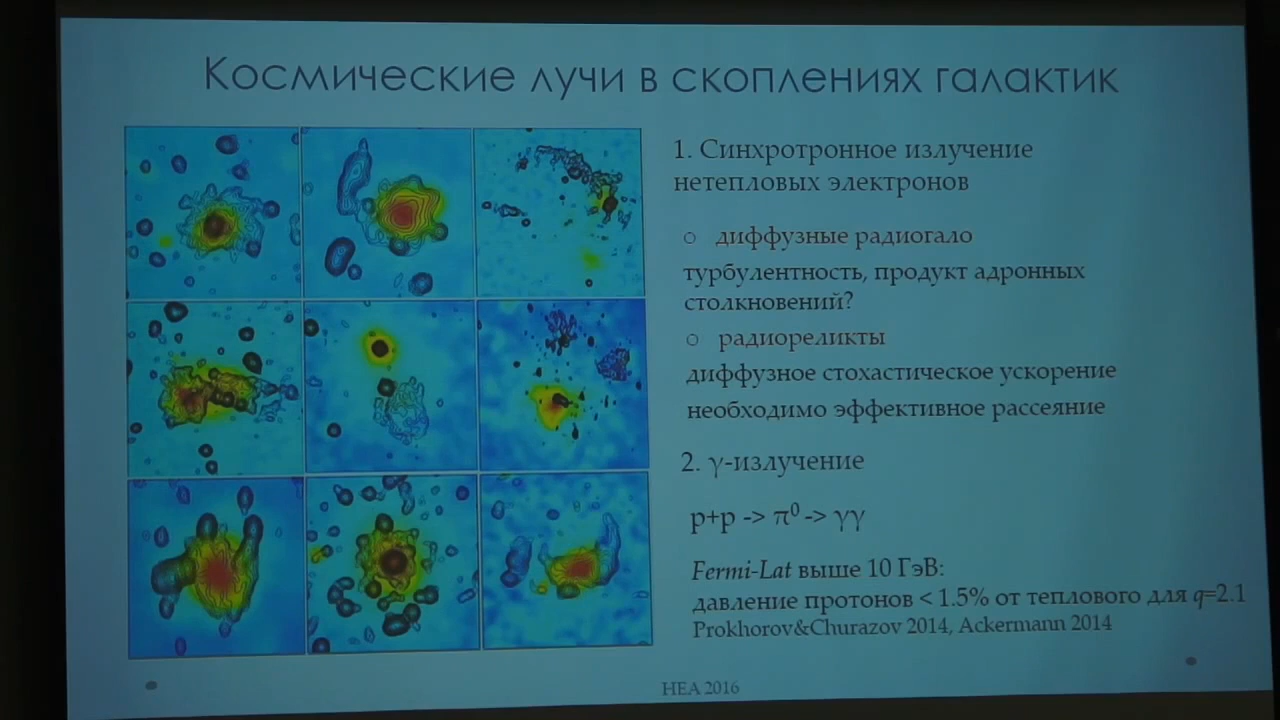 Космические лучи в скоплениях галактик
1. Синхротронное излучение
нетепловых электронов
○ диффузные радиогало
турбулентность, продукт адронных
столкновений?
○ радиореликты
диффузное стохастическое ускорение
необходимо эффективное рассеяние
2. γ-излучение
p+p -> π⁰ -> γγ
Fermi-Lat выше 10 ГэВ:
давление протонов < 1.5% от теплового для q=2.1
Prokhorov&Churazov 2014, Ackermann 2014
HEA 2016